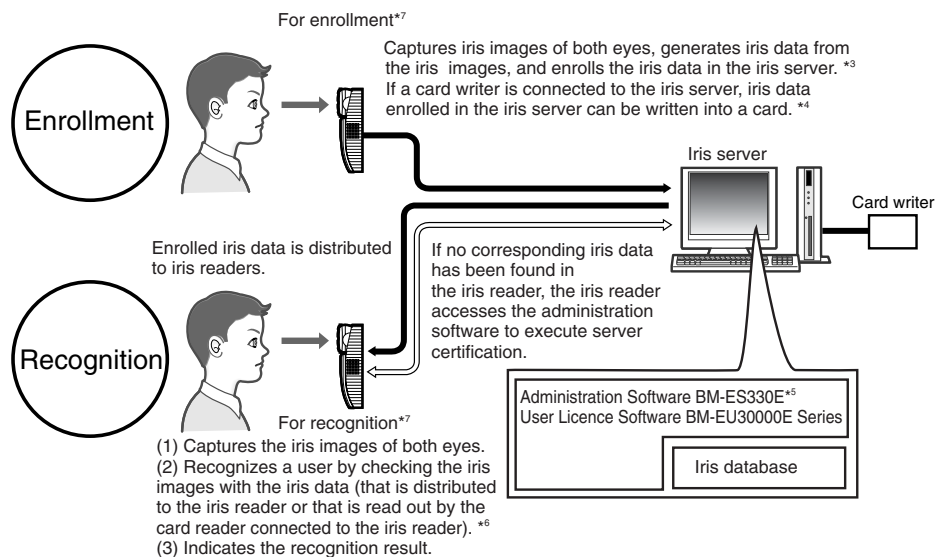 For enrollment*7
Captures iris images of both eyes, generates iris data from
the iris images, and enrolls the iris data in the iris server. *3
If a card writer is connected to the iris server, iris data
enrolled in the iris server can be written into a card. *4
Enrollment
Iris server
Card writer
Enrolled iris data is distributed
to iris readers.
If no corresponding iris data
has been found in
the iris reader, the iris reader
accesses the administration
software to execute server
certification.
Recognition
Administration Software BM-ES330E*5
User Licence Software BM-EU30000E Series
Iris database
For recognition*7
(1) Captures the iris images of both eyes.
(2) Recognizes a user by checking the iris
images with the iris data (that is distributed
to the iris reader or that is read out by the
card reader connected to the iris reader). *6
(3) Indicates the recognition result.